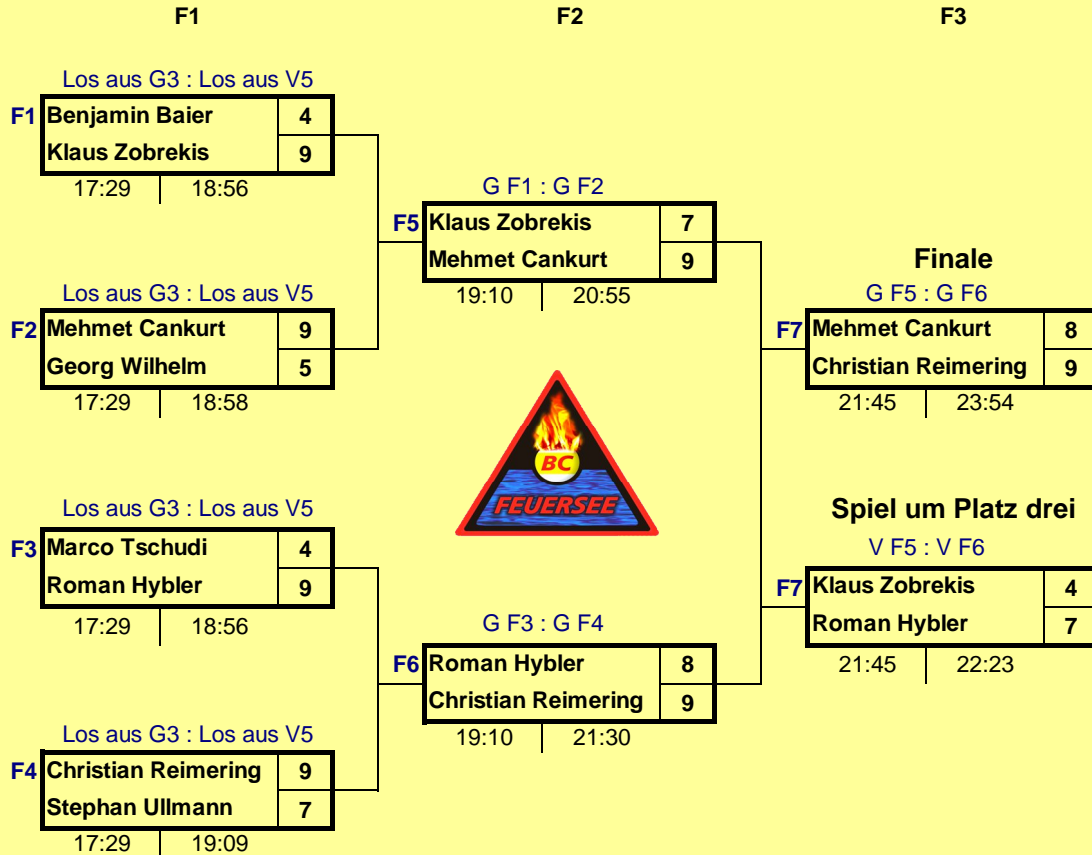 F1 F2 F3
Los aus G3 : Los aus V5
F1 Benjamin Baier 4
Klaus Zobrekis 9
17:29 18:56
G F1 : G F2
F5 Klaus Zobrekis 7
Mehmet Cankurt 9
19:10 20:55
Los aus G3 : Los aus V5
F2 Mehmet Cankurt 9
Georg Wilhelm 5
17:29 18:58
Finale
G F5 : G F6
F7 Mehmet Cankurt 8
Christian Reimering 9
21:45 23:54
BC
FEUERSEE
Los aus G3 : Los aus V5
F3 Marco Tschudi 4
Roman Hybler 9
17:29 18:56
Spiel um Platz drei
V F5 : V F6
F7 Klaus Zobrekis 4
Roman Hybler 7
21:45 22:23
G F3 : G F4
F6 Roman Hybler 8
Christian Reimering 9
19:10 21:30
Los aus G3 : Los aus V5
F4 Christian Reimering 9
Stephan Ullmann 7
17:29 19:09